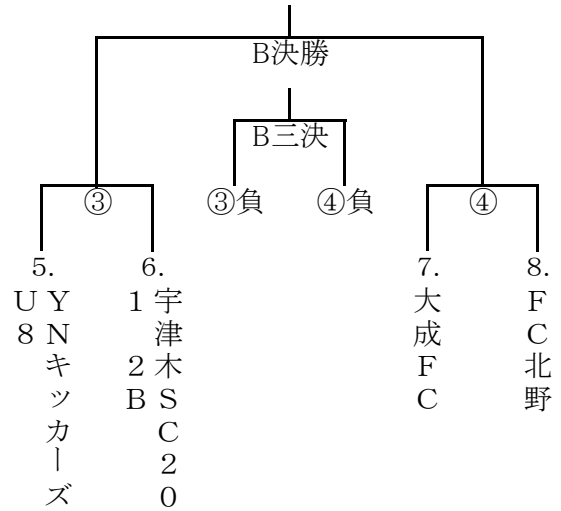 B決勝
B三決
③
③負
④負
④
5.
6.
7.
8.
YNキッカーズ
U8
宇津木SC20
1 2B
大成FC
FC北野